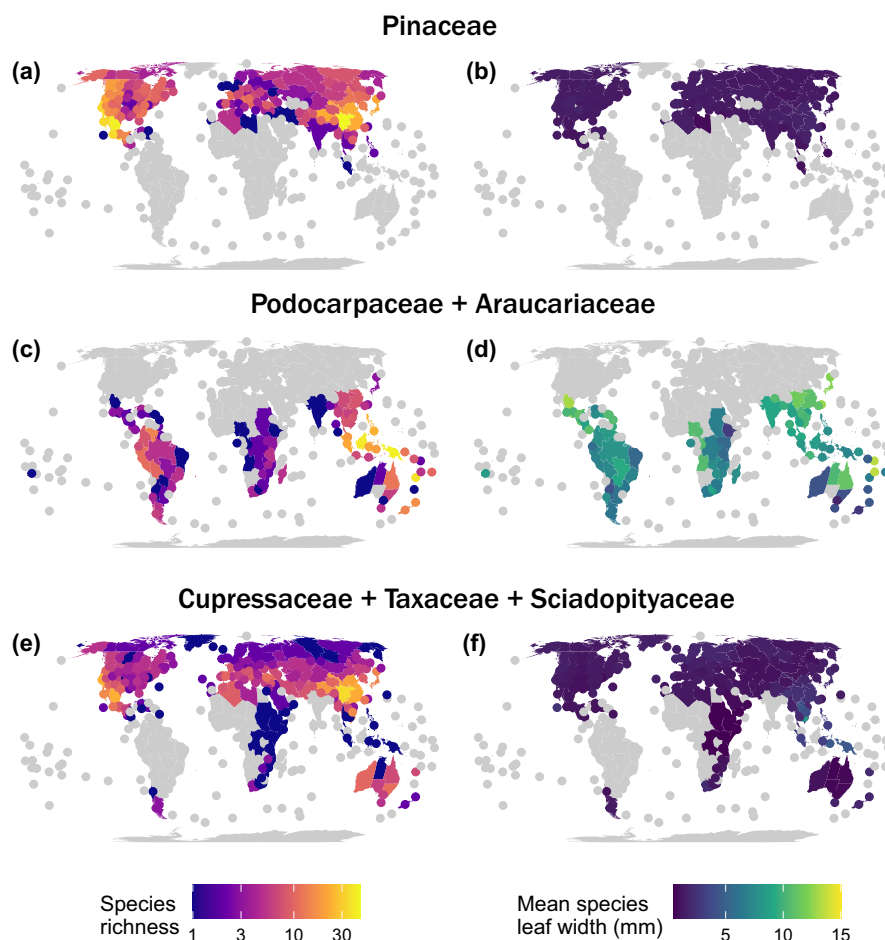 Pinaceae
(a)
(b)
Podocarpaceae + Araucariaceae
(c)
(d)
Cupressaceae + Taxaceae + Sciadopityaceae
(e)
(f)
Species richness
1 3 10 30
Mean species leaf width (mm)
5 10 15